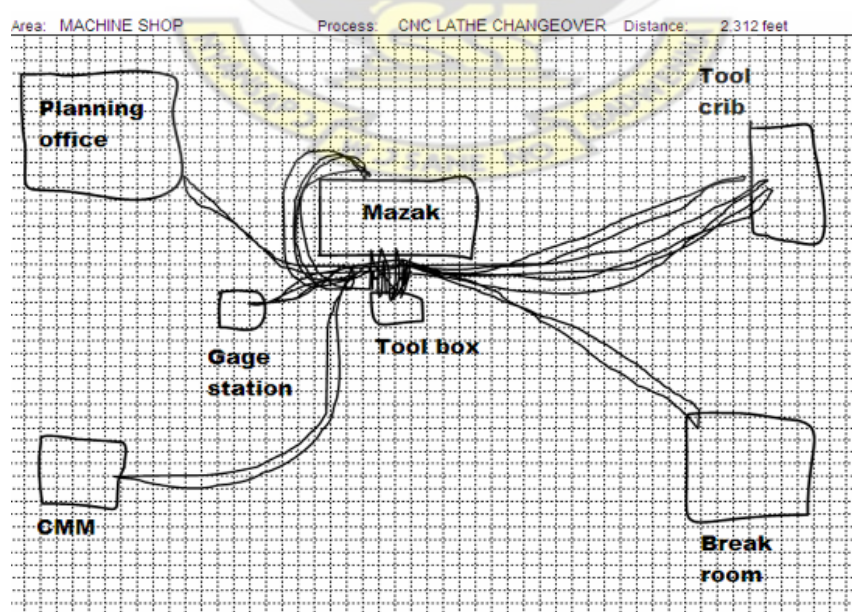 Area: MACHINE SHOP Process: CNC LATHE CHANGEOVER Distance: 2.312 feet
Tool
crib
Planning
office
Mazak
Tool box
Gage
station
CMM
Break
room